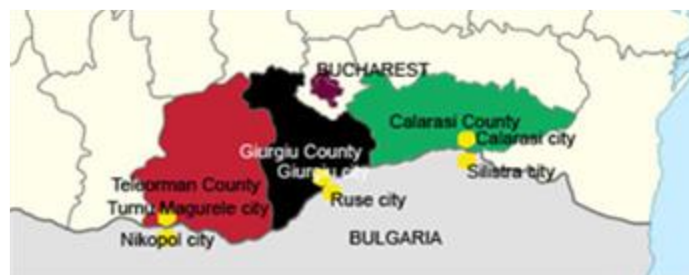 BUCHAREST
Calarasi County
Calarasi city
Giurgiu County
Giurgiu city
Silistra city
Teleorman County
Ruse city
Turnu Magurele city
Nikopol city
BULGARIA